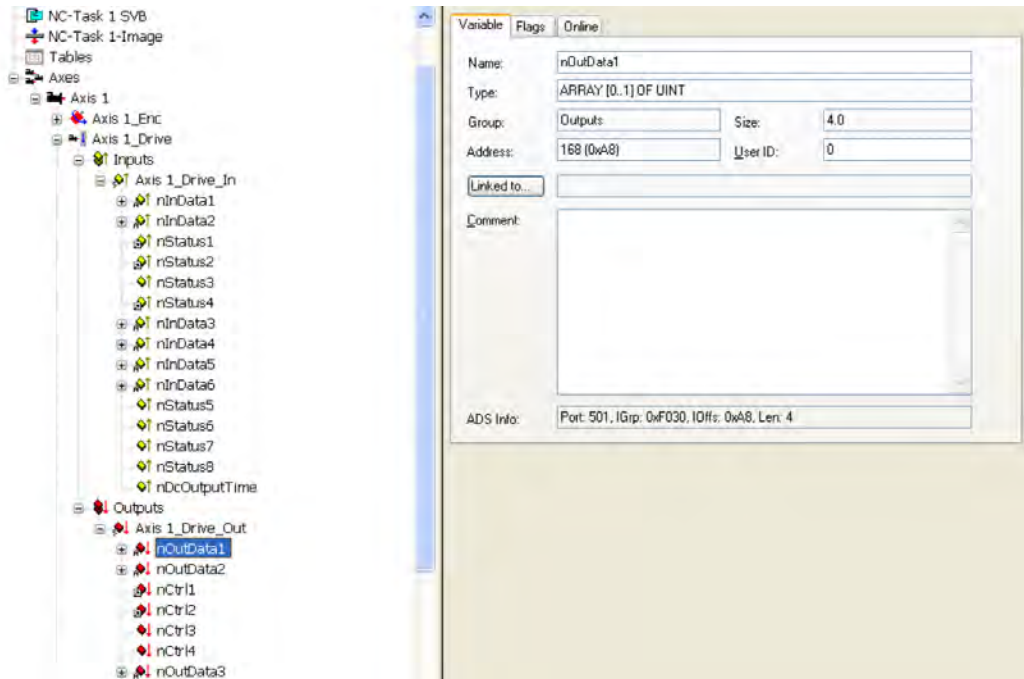 NC-Task 1 SVB
NC-Task 1-Image
Tables
Axes
Axis 1
Axis 1_Enc
Axis 1_Drive
Inputs
Axis 1_Drive_In
nInData1
nInData2
nStatus1
nStatus2
nStatus3
nStatus4
nInData3
nInData4
nInData5
nInData6
nStatus5
nStatus6
nStatus7
nStatus8
nDcOutputTime
Outputs
Axis 1_Drive_Out
nOutData1
nOutData2
nCtrl1
nCtrl2
nCtrl3
nCtrl4
nOutData3
Variable Flags Online
Name: nOutData1
Type: ARRAY [0..1] OF UINT
Group: Outputs Size: 4.0
Address: 168 (0xA8) User ID: 0
Linked to...
Comment:
ADS Info: Port: 501, IGrp: 0xF030, IOffs: 0xA8, Len: 4